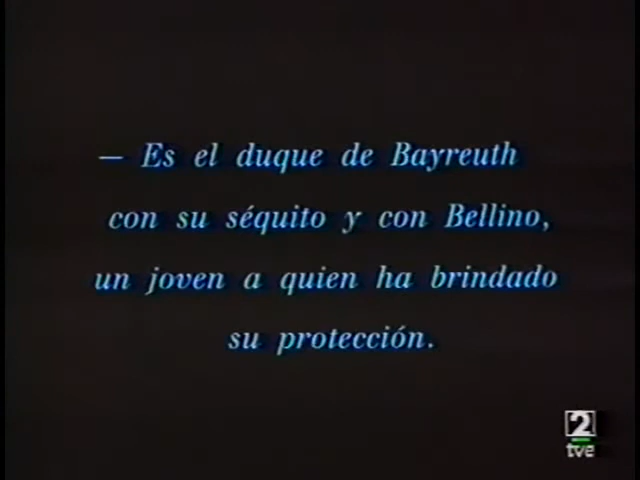 — Es el duque de Bayreuth
con su séquito y con Bellino,
un joven a quien ha brindado
su protección.
2
tve